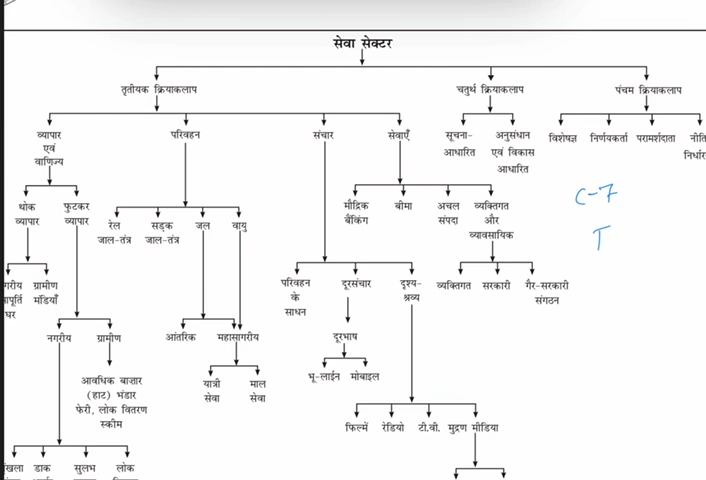 सेवा सेक्टर
तृतीयक क्रियाकलाप
चतुर्थ क्रियाकलाप
पंचम क्रियाकलाप
व्यापार
एवं
वाणिज्य
परिवहन
संचार
सेवाएँ
सूचना-
आधारित
अनुसंधान
एवं विकास
आधारित
विशेषज्ञ
निर्णयकर्ता
परामर्शदाता
नीति
थोक
व्यापार
फुटकर
व्यापार
रेल
जाल-तंत्र
सड़क
जाल-तंत्र
जल
वायु
मौद्रिक
बैंकिंग
बीमा
अचल
संपदा
व्यक्तिगत
और
व्यावसायिक
C-7
T
ग्रामीण
मंडियाँ
घर
परिवहन
के
साधन
दूरसंचार
दृश्य-
श्रव्य
व्यक्तिगत
सरकारी
गैर-सरकारी
संगठन
नगरीय
ग्रामीण
आंतरिक
महासागरीय
दूरभाष
आवधिक बाज़ार
(हाट) भंडार
फेरी, लोक वितरण
स्कीम
यात्री
सेवा
माल
सेवा
भू-लाईन
मोबाइल
फिल्में
रेडियो
टी.वी.
मुद्रण मीडिया
डाक
सुलभ
लोक